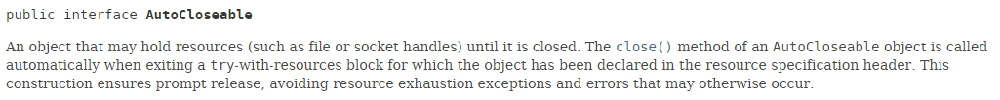 public interface AutoCloseable
An object that may hold resources (such as file or socket handles) until it is closed. The close() method of an AutoCloseable object is called
automatically when exiting a try-with-resources block for which the object has been declared in the resource specification header. This
construction ensures prompt release, avoiding resource exhaustion exceptions and errors that may otherwise occur.